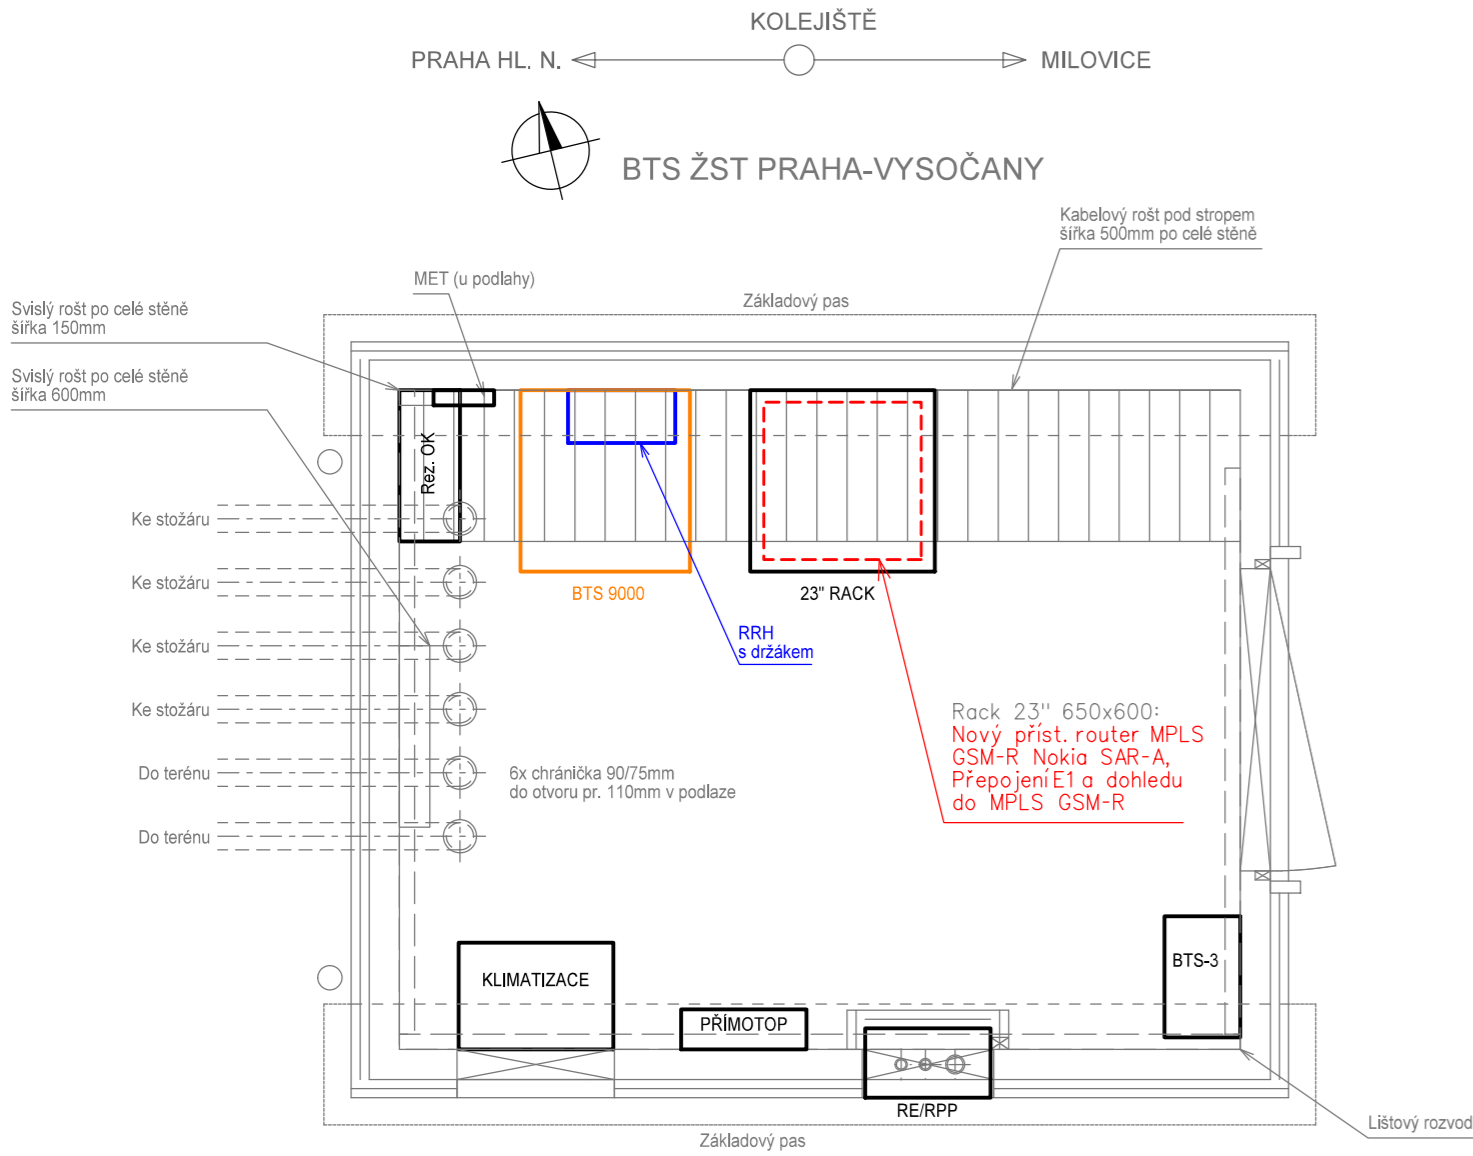 KOLEJIŠTĚ
PRAHA HL. N.
MILOVICE
BTS ŽST PRAHA-VYSOČANY
Kabelový rošt pod stropem
šířka 500mm po celé stěně
MET (u podlahy)
Základový pas
Svislý rošt po celé stěně
šířka 150mm
Svislý rošt po celé stěně
šířka 600mm
Rez. OK
Ke stožáru
Ke stožáru
Ke stožáru
Ke stožáru
Do terénu
Do terénu
BTS 9000
23" RACK
RRH
s držákem
Rack 23" 650x600:
Nový příst. router MPLS
GSM-R Nokia SAR-A,
Přepojení E1 a dohledu
do MPLS GSM-R
6x chránička 90/75mm
do otvoru pr. 110mm v podlaze
KLIMATIZACE
PŘÍMOTOP
BTS-3
RE/RPP
Lištový rozvod
Základový pas